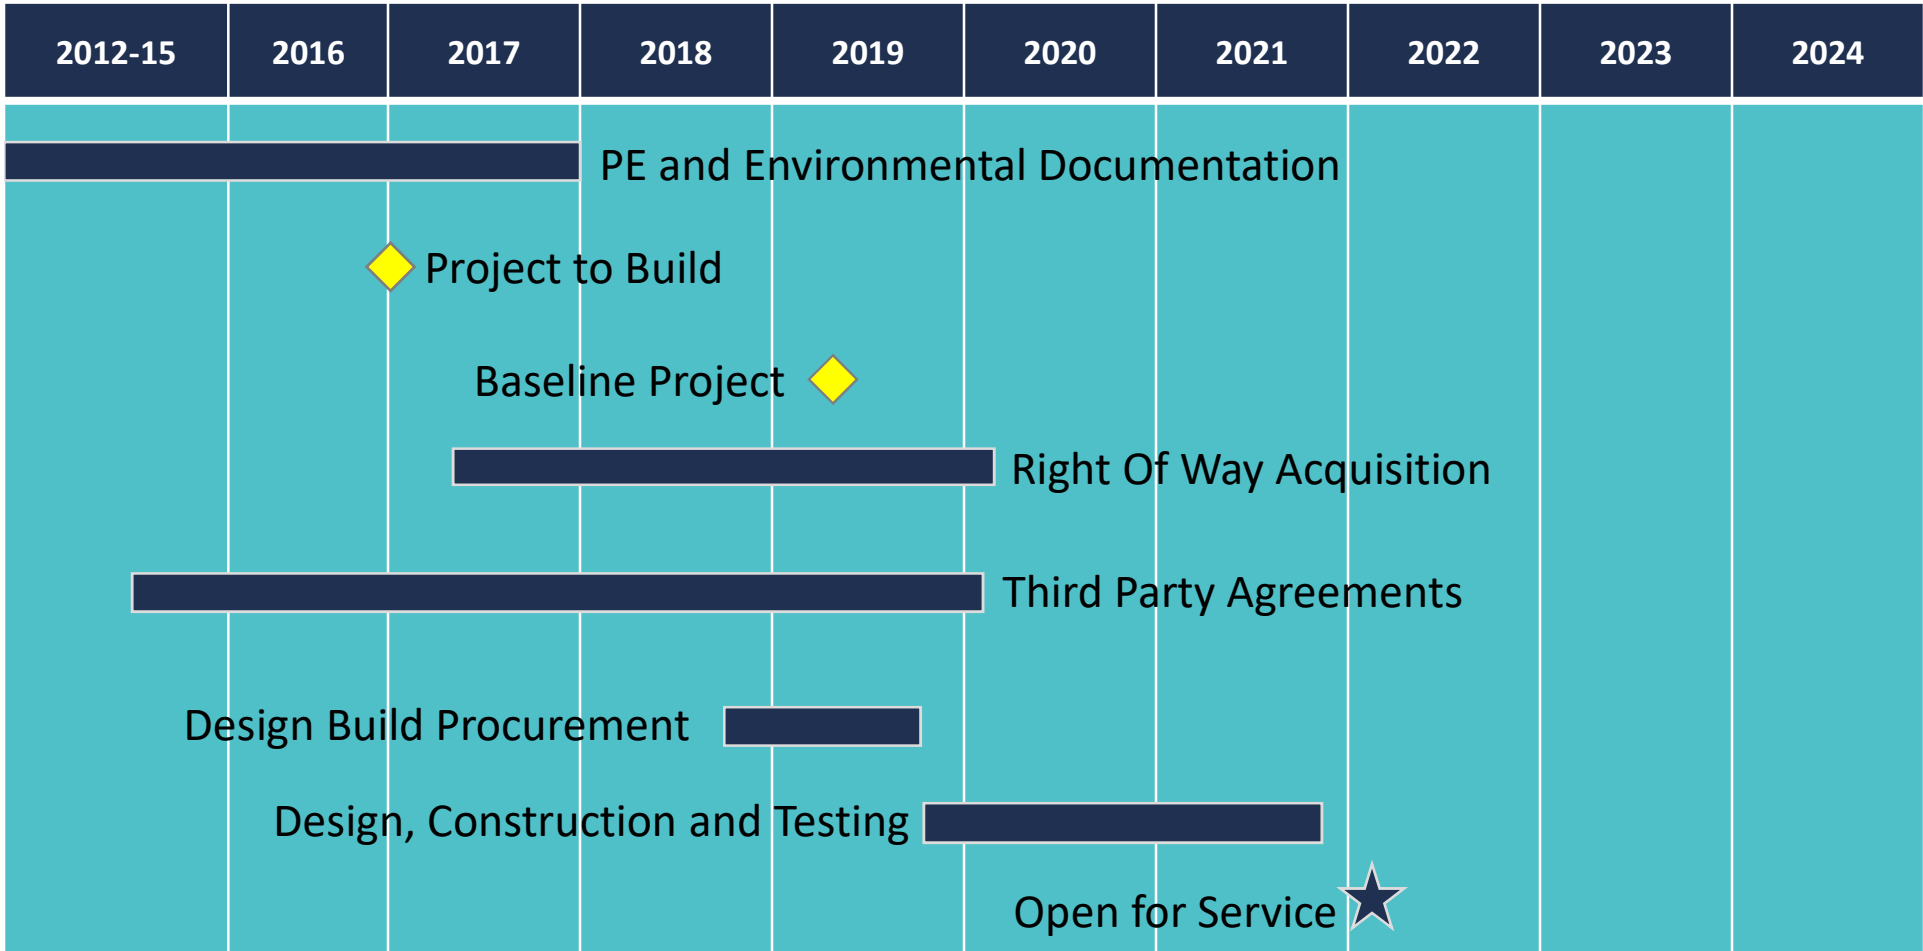 2012-15 2016 2017 2018 2019 2020 2021 2022 2023 2024
PE and Environmental Documentation
Project to Build
Baseline Project
Right Of Way Acquisition
Third Party Agreements
Design Build Procurement
Design, Construction and Testing
Open for Service